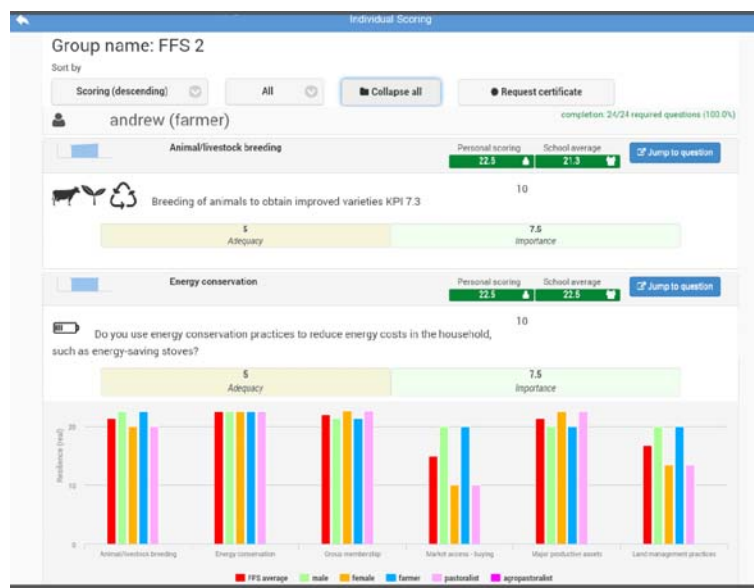 Individual Scoring
Group name: FFS 2
Sort by
Scoring (descending) All Collapse all Request certificate
andrew (farmer) completion: 24/24 required questions (100.0%)
Animal/livestock breeding Personal scoring School average Jump to question
22.5 21.3
10
Breeding of animals to obtain improved varieties KPI 7.3
5 7.5
Adequacy Importance
Energy conservation Personal scoring School average Jump to question
22.5 22.5
10
Do you use energy conservation practices to reduce energy costs in the household,
such as energy-saving stoves?
5 7.5
Adequacy Importance
Resilience (real)
20
10
0
Animal/livestock breeding Energy conservation Group membership Market access - buying Major productive assets Land management practices
FFS average male female farmer pastoralist agropastoralist